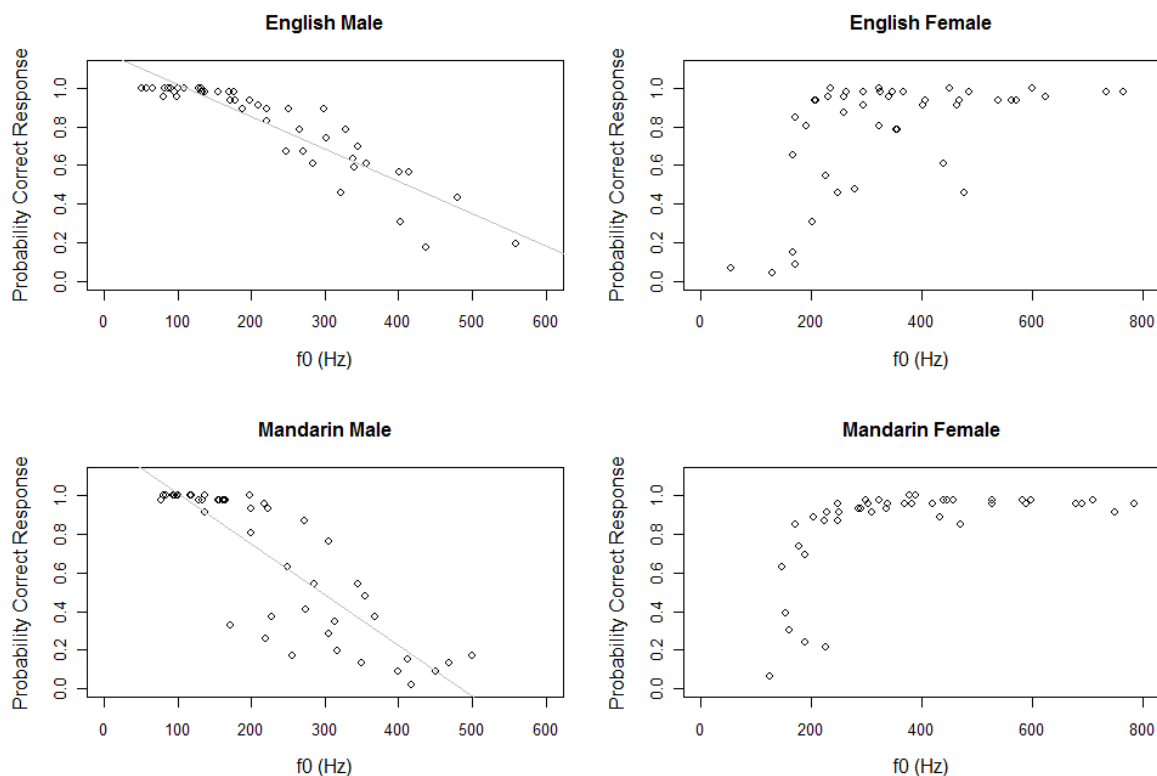 English Male
Probability Correct Response
1.0
0.8
0.6
0.4
0.2
0.0
0 100 200 300 400 500 600
f0 (Hz)
English Female
Probability Correct Response
1.0
0.8
0.6
0.4
0.2
0.0
0 200 400 600 800
f0 (Hz)
Mandarin Male
Probability Correct Response
1.0
0.8
0.6
0.4
0.2
0.0
0 100 200 300 400 500 600
f0 (Hz)
Mandarin Female
Probability Correct Response
1.0
0.8
0.6
0.4
0.2
0.0
0 200 400 600 800
f0 (Hz)